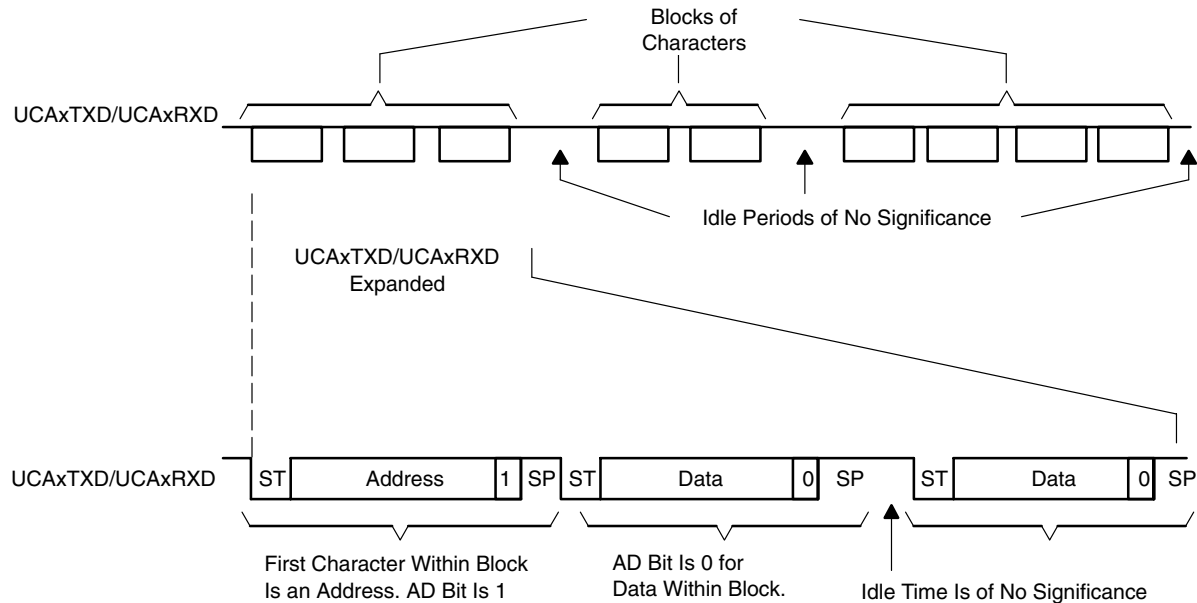 Blocks of
Characters
UCAxTXD/UCAxRXD
Idle Periods of No Significance
UCAxTXD/UCAxRXD
Expanded
UCAxTXD/UCAxRXD
ST Address 1 SP ST Data 0 SP ST Data 0 SP
First Character Within Block
Is an Address. AD Bit Is 1
AD Bit Is 0 for
Data Within Block.
Idle Time Is of No Significance